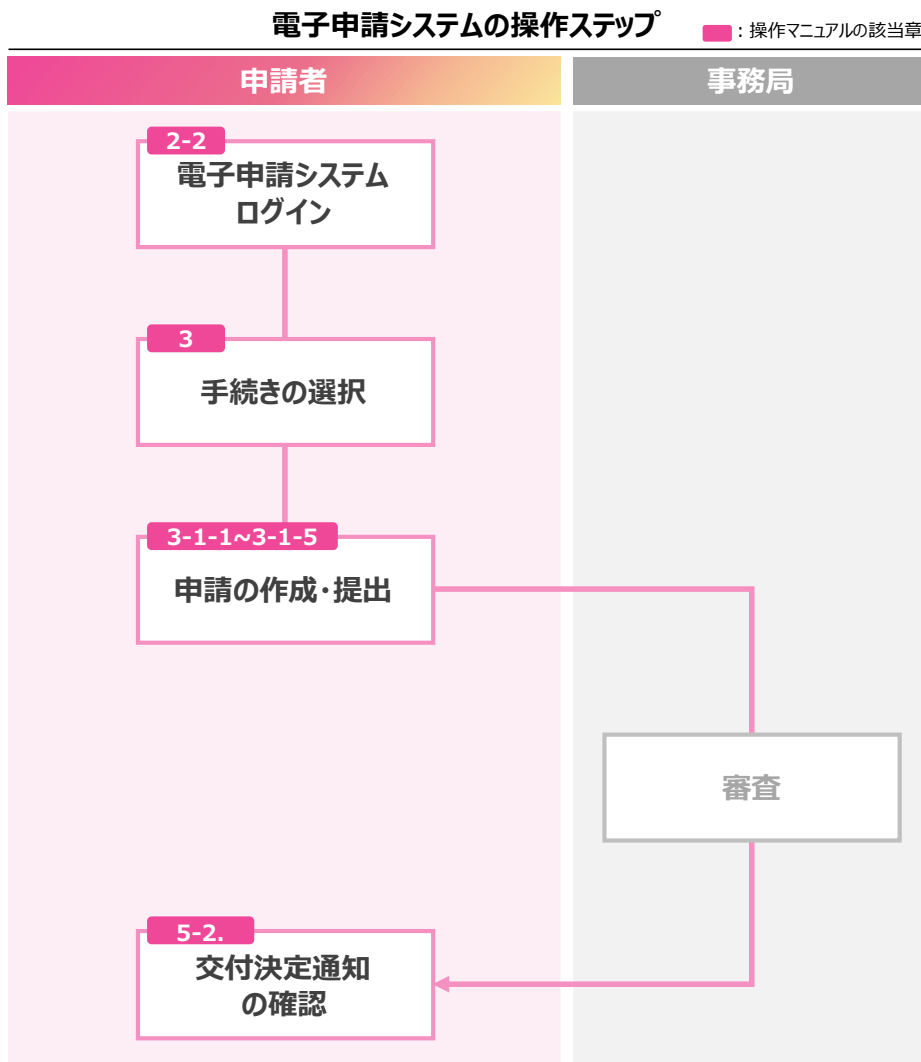 電子申請システムの操作ステップ
：操作マニュアルの該当章
申請者
事務局
2-2
電子申請システム
ログイン
3
手続きの選択
3-1-1~3-1-5
申請の作成・提出
審査
5-2.
交付決定通知
の確認